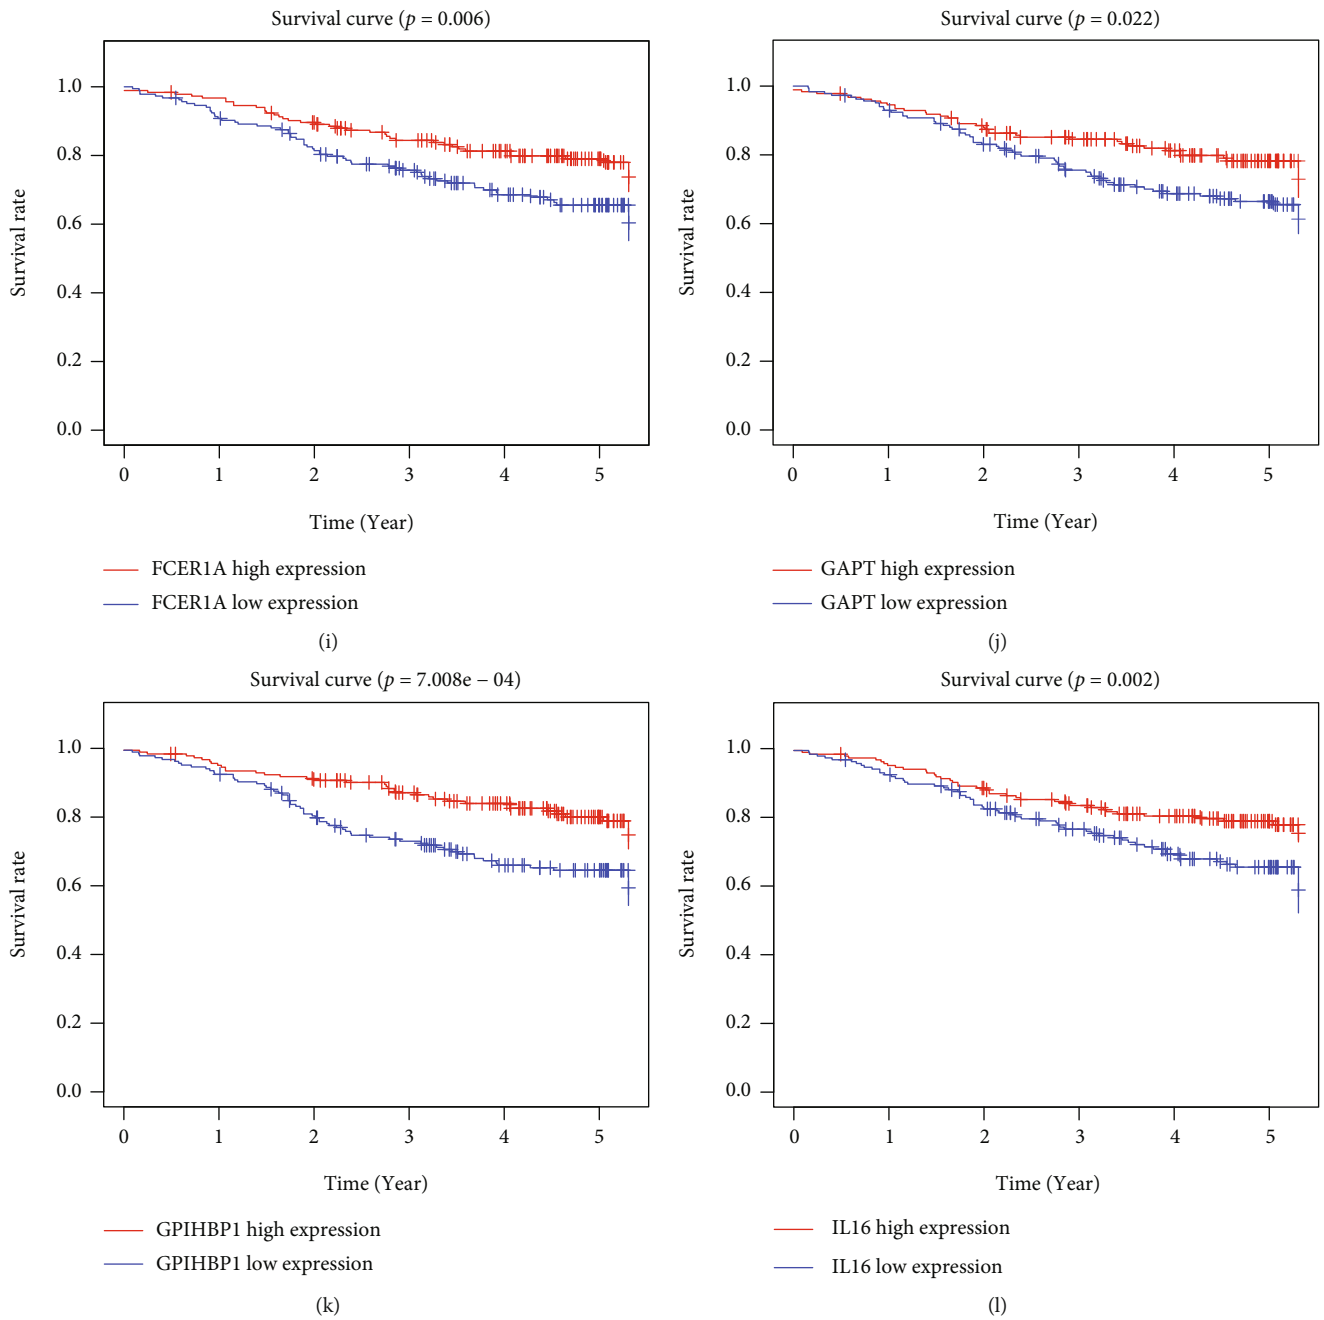 Survival curve (p = 0.006)
Survival rate
1.0
0.8
0.6
0.4
0.2
0.0
0 1 2 3 4 5
Time (Year)
FCER1A high expression
FCER1A low expression
(i)
Survival curve (p = 0.022)
Survival rate
1.0
0.8
0.6
0.4
0.2
0.0
0 1 2 3 4 5
Time (Year)
GAPT high expression
GAPT low expression
(j)
Survival curve (p = 7.008e − 04)
Survival rate
1.0
0.8
0.6
0.4
0.2
0.0
0 1 2 3 4 5
Time (Year)
GPIHBP1 high expression
GPIHBP1 low expression
(k)
Survival curve (p = 0.002)
Survival rate
1.0
0.8
0.6
0.4
0.2
0.0
0 1 2 3 4 5
Time (Year)
IL16 high expression
IL16 low expression
(l)